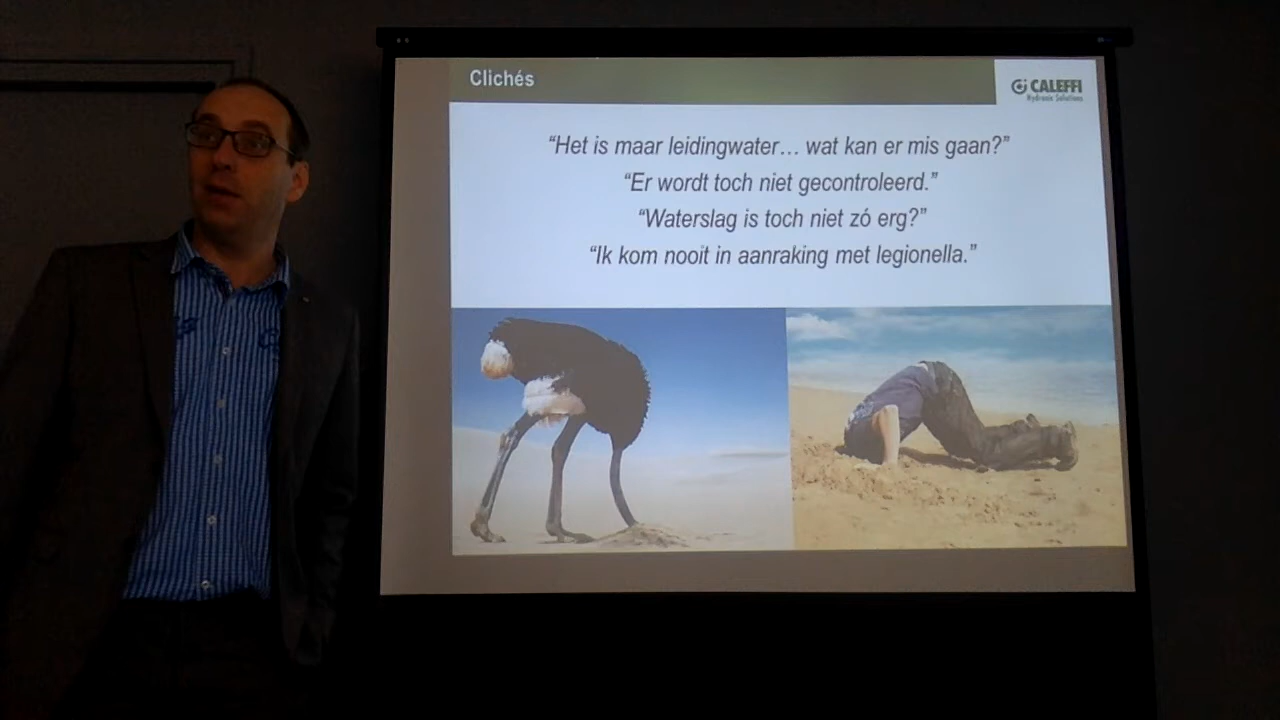 Clichés
CALEFFI
Hydronic Solutions
“Het is maar leidingwater… wat kan er mis gaan?”
“Er wordt toch niet gecontroleerd.”
“Waterslag is toch niet zó erg?”
“Ik kom nooit in aanraking met legionella.”